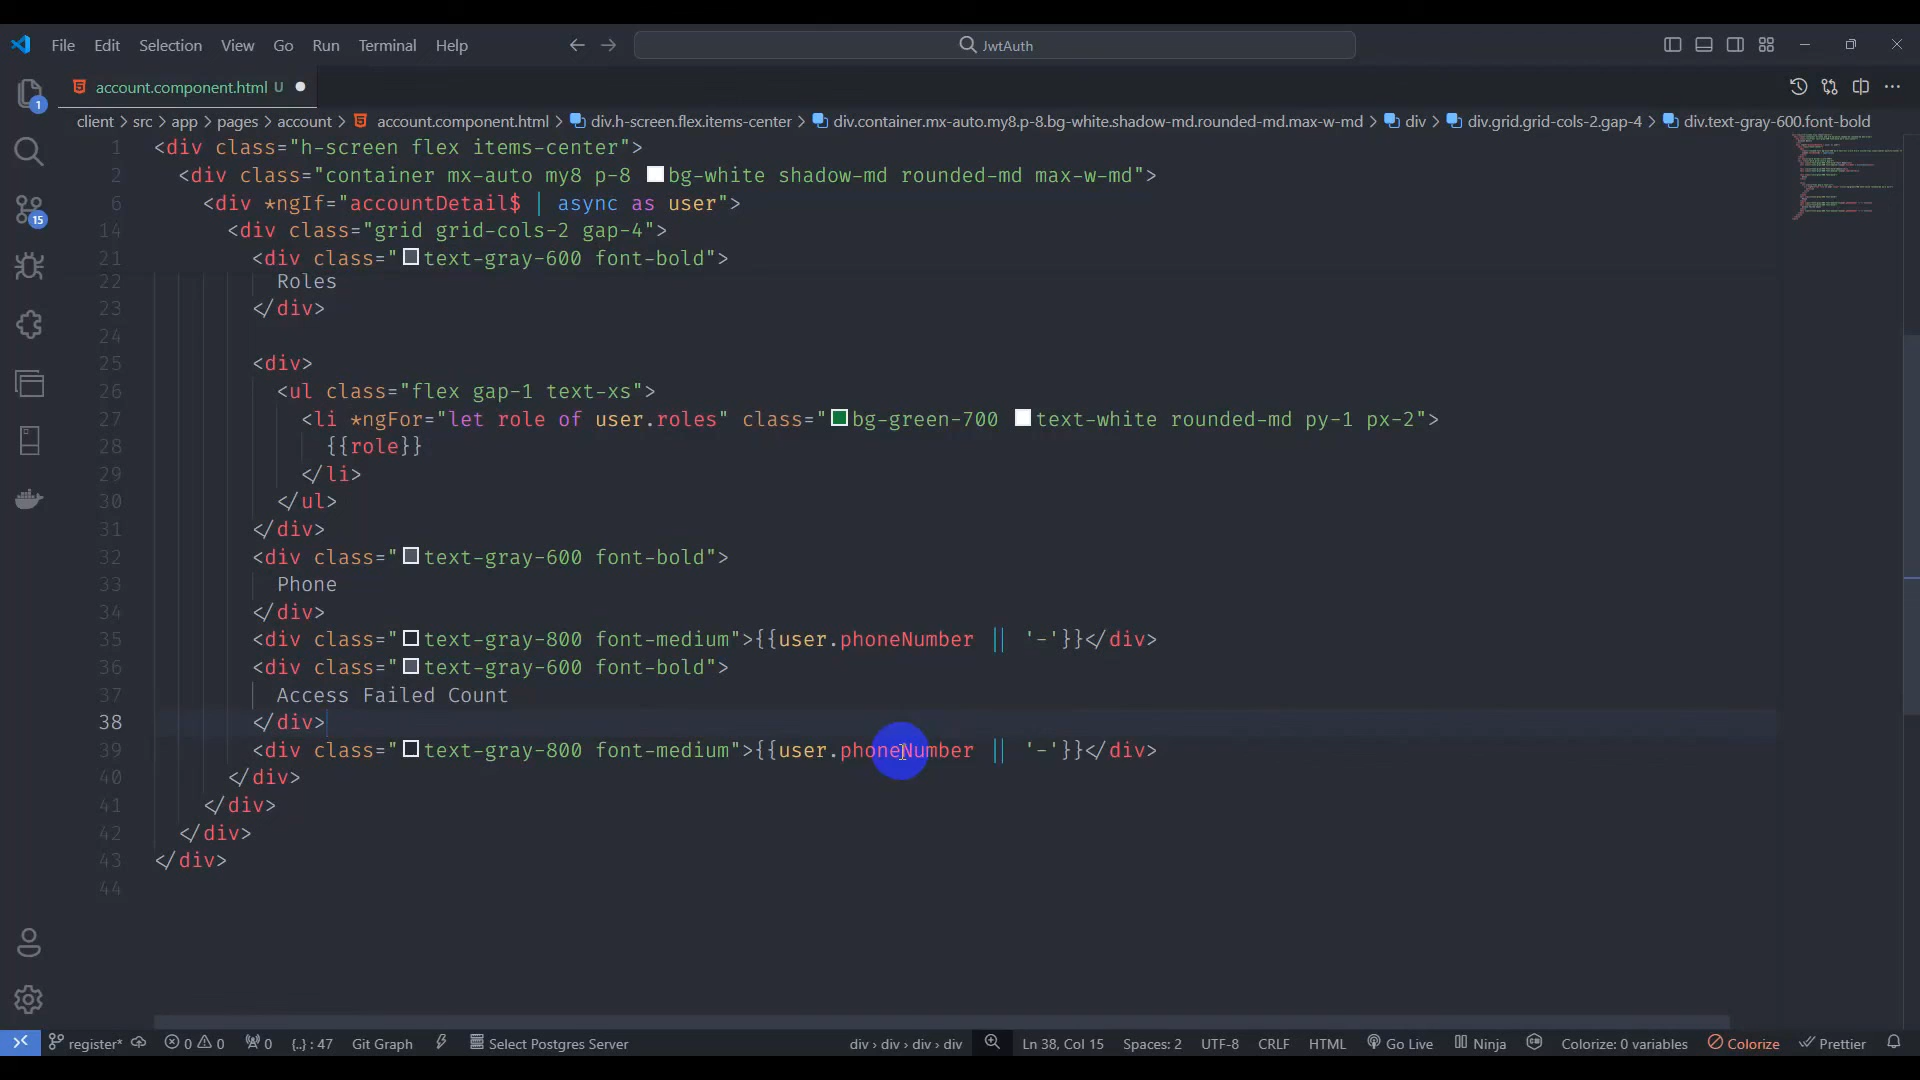 File Edit Selection View Go Run Terminal Help
JwtAuth
account.component.html U
client > src > app > pages > account > account.component.html > div.h-screen.flex.items-center > div.container.mx-auto.my8.p-8.bg-white.shadow-md.rounded-md.max-w-md > div > div.grid.grid-cols-2.gap-4 > div.text-gray-600.font-bold
1 <div class="h-screen flex items-center">
2 <div class="container mx-auto my8 p-8 bg-white shadow-md rounded-md max-w-md">
6 <div *ngIf="accountDetail$ | async as user">
14 <div class="grid grid-cols-2 gap-4">
21 <div class="text-gray-600 font-bold">
22 Roles
23 </div>
24
25 <div>
26 <ul class="flex gap-1 text-xs">
27 <li *ngFor="let role of user.roles" class="bg-green-700 text-white rounded-md py-1 px-2">
28 {{role}}
29 </li>
30 </ul>
31 </div>
32 <div class="text-gray-600 font-bold">
33 Phone
34 </div>
35 <div class="text-gray-800 font-medium">{{user.phoneNumber || '-'}}</div>
36 <div class="text-gray-600 font-bold">
37 Access Failed Count
38 </div>
39 <div class="text-gray-800 font-medium">{{user.phoneNumber || '-'}}</div>
40 </div>
41 </div>
42 </div>
43 </div>
44
1
15
register* 0 0 0 {..} : 47 Git Graph Select Postgres Server div > div > div > div Ln 38, Col 15 Spaces: 2 UTF-8 CRLF HTML Go Live Ninja Colorize: 0 variables Colorize Prettier